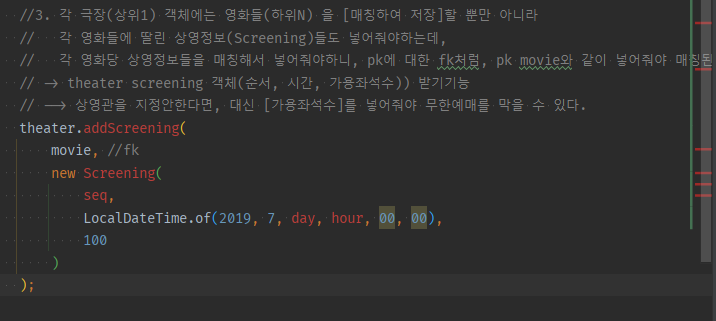 //3. 각 극장(상위1) 객체에는 영화들(하위N) 을 [매칭하여 저장]할 뿐만 아니라
// 각 영화들에 딸린 상영정보(Screening)들도 넣어줘야하는데,
// 각 영화당 상영정보들을 매칭해서 넣어줘야하니, pk에 대한 fk처럼, pk movie와 같이 넣어줘야 매칭된
// -> theater screening 객체(순서, 시간, 가용좌석수)) 받기기능
// --> 상영관을 지정안한다면, 대신 [가용좌석수]를 넣어줘야 무한예매를 막을 수 있다.
theater.addScreening(
movie, //fk
new Screening(
seq,
LocalDateTime.of(2019, 7, day, hour, 00, 00),
100
)
);